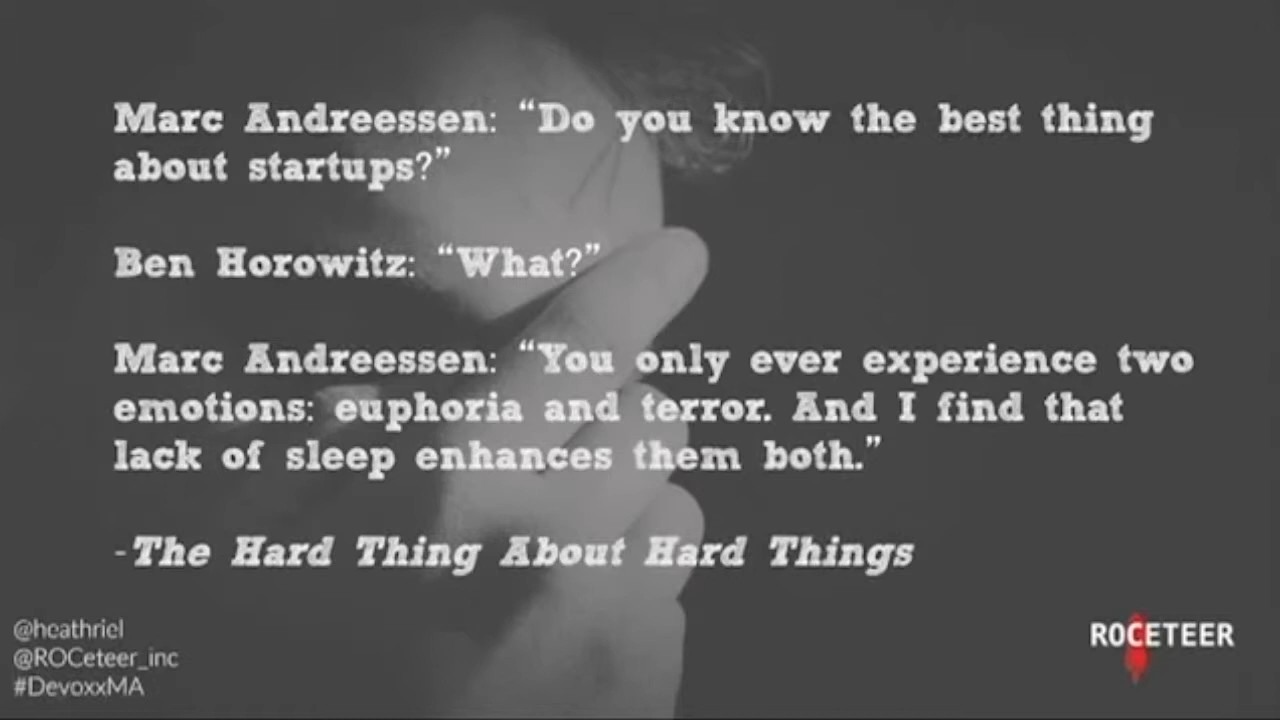 Marc Andreessen: “Do you know the best thing
about startups?”
Ben Horowitz: “What?”
Marc Andreessen: “You only ever experience two
emotions: euphoria and terror. And I find that
lack of sleep enhances them both.”
-The Hard Thing About Hard Things
@heathriel
@ROCeteer_inc
#DevoxxMA
ROCETEER